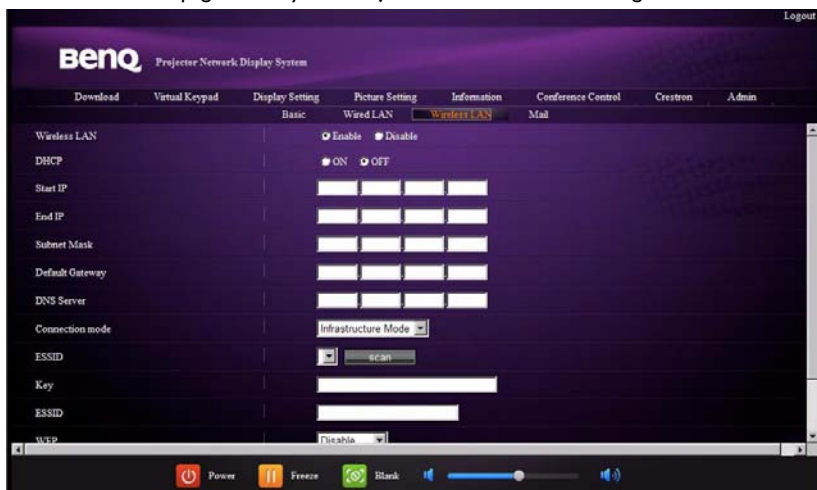 Logout
BenQ Projector Network Display System
Download Virtual Keypad Display Setting Picture Setting Information Conference Control Crestron Admin
Basic Wired LAN Wireless LAN Mail
Wireless LAN Enable Disable
DHCP ON OFF
Start IP
End IP
Subnet Mask
Default Gateway
DNS Server
Connection mode Infrastructure Mode
ESSID scan
Key
ESSID
WEP Disable
Power Freeze Blank